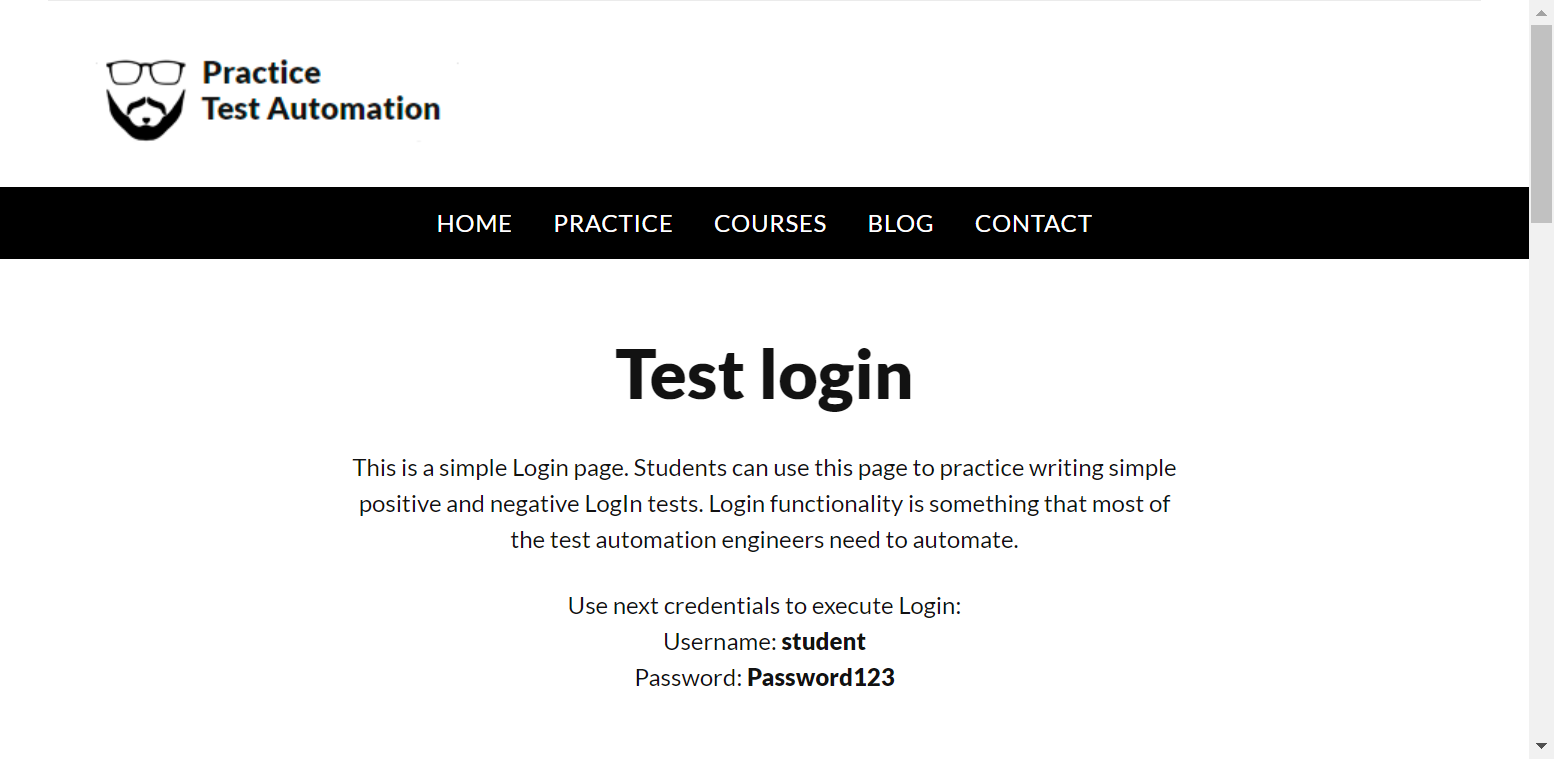 Practice
Test Automation
HOME PRACTICE COURSES BLOG CONTACT
Test login
This is a simple Login page. Students can use this page to practice writing simple
positive and negative LogIn tests. Login functionality is something that most of
the test automation engineers need to automate.
Use next credentials to execute Login:
Username: student
Password: Password123